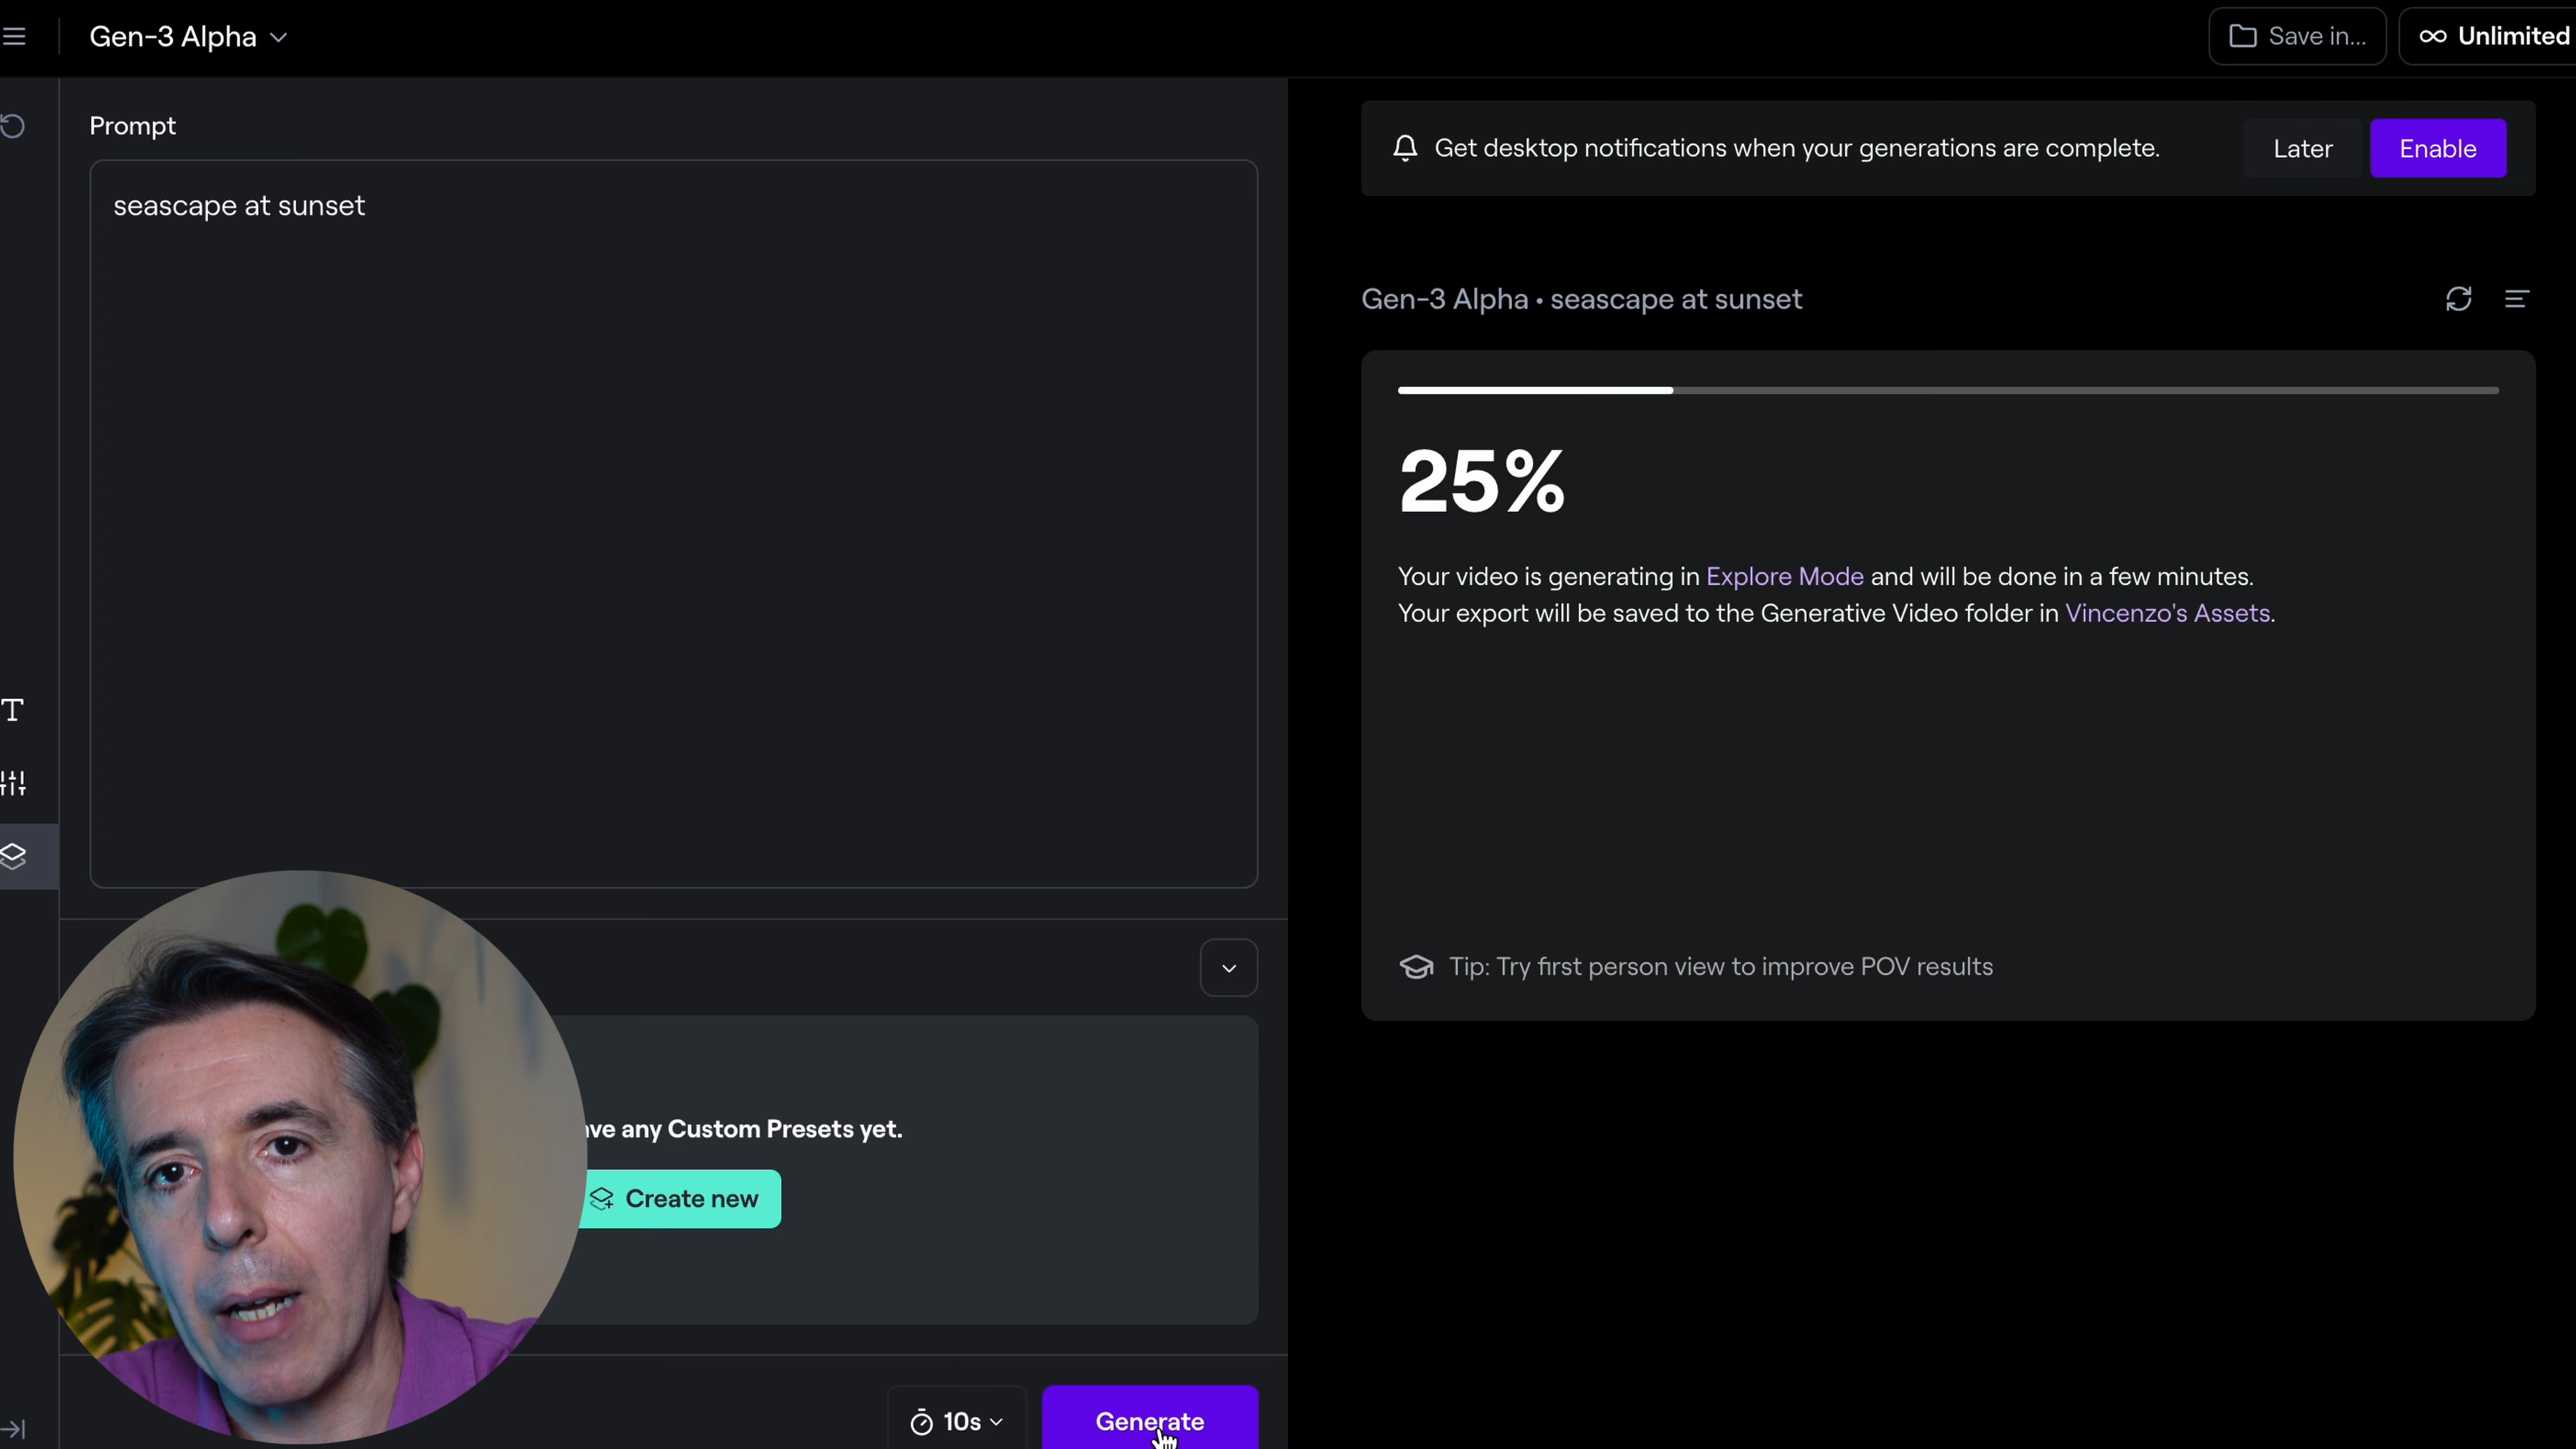 Gen-3 Alpha
Save in...
Unlimited
Prompt
seascape at sunset
Get desktop notifications when your generations are complete.
Later
Enable
Gen-3 Alpha • seascape at sunset
25%
Your video is generating in Explore Mode and will be done in a few minutes.
Your export will be saved to the Generative Video folder in Vincenzo's Assets.
Tip: Try first person view to improve POV results
any Custom Presets yet.
Create new
10s
Generate